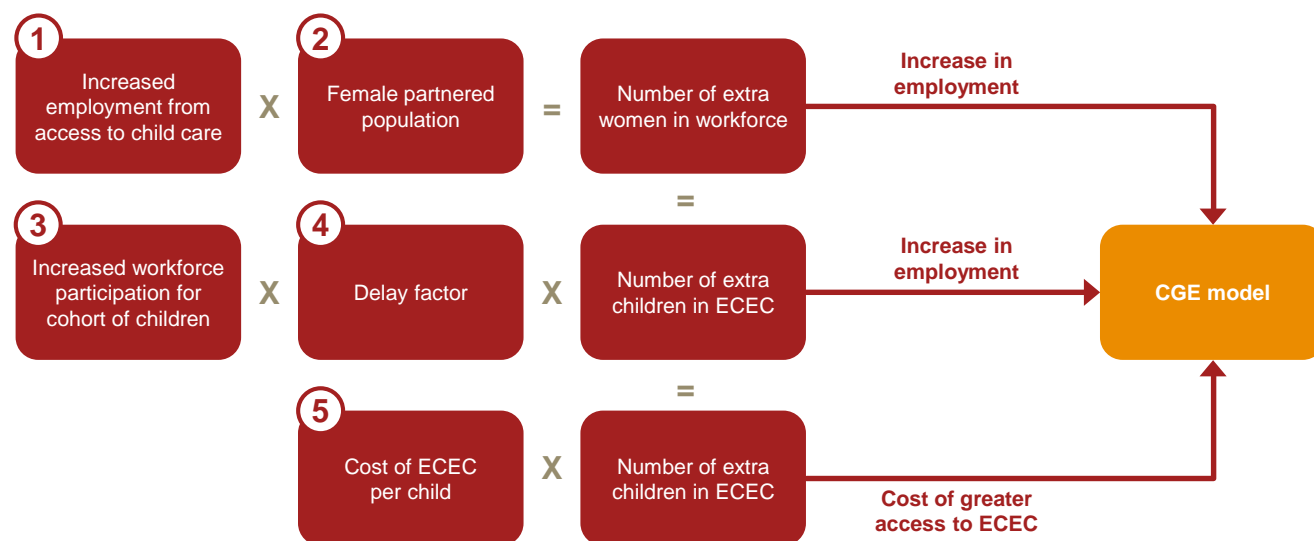 1
Increased
employment from
access to child care
X
2
Female partnered
population
=
Number of extra
women in workforce
Increase in
employment
=
3
Increased workforce
participation for
cohort of children
X
4
Delay factor
X
Number of extra
children in ECEC
Increase in
employment
CGE model
=
5
Cost of ECEC
per child
X
Number of extra
children in ECEC
Cost of greater
access to ECEC